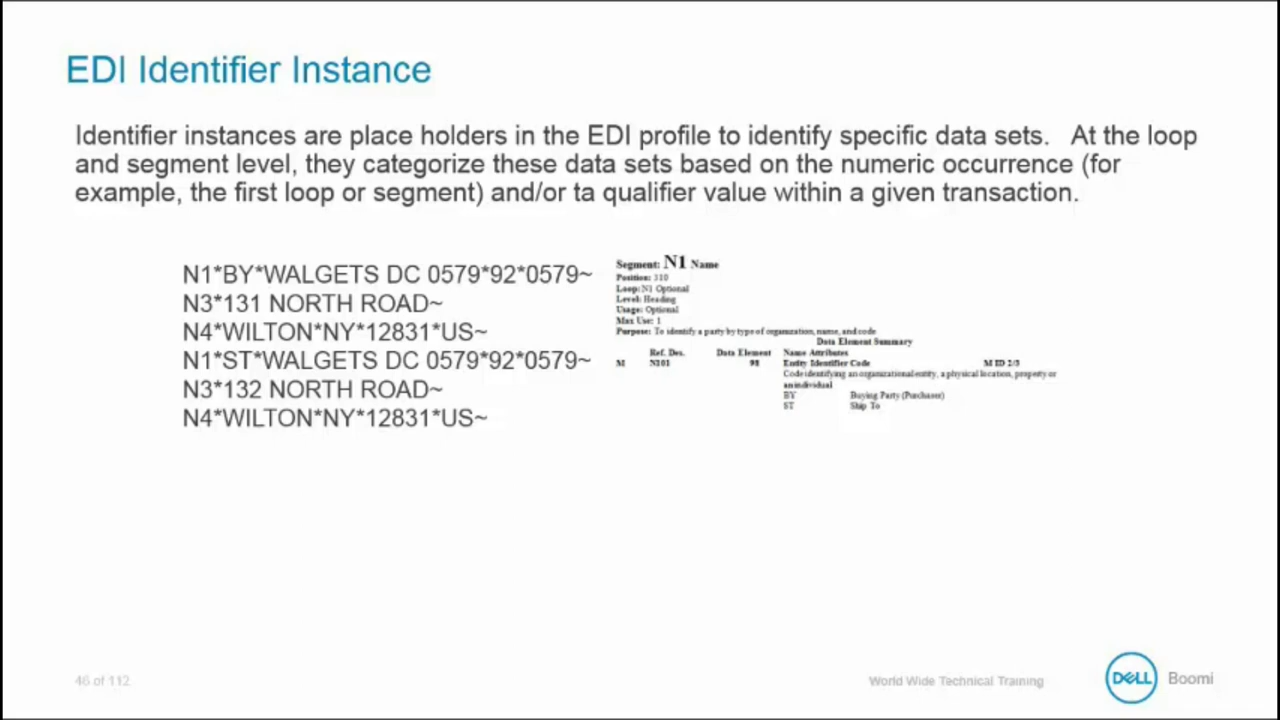 EDI Identifier Instance
Identifier instances are place holders in the EDI profile to identify specific data sets.   At the loop
and segment level, they categorize these data sets based on the numeric occurrence (for
example, the first loop or segment) and/or ta qualifier value within a given transaction.
N1*BY*WALGETS DC 0579*92*0579~
N3*131 NORTH ROAD~
N4*WILTON*NY*12831*US~
N1*ST*WALGETS DC 0579*92*0579~
N3*132 NORTH ROAD~
N4*WILTON*NY*12831*US~
Segment: N1 Name
Position: 310
Loop: N1 Optional
Level: Heading
Usage: Optional
Max Use: 1
Purpose: To identify a party by type of organization, name, and code
Data Element Summary
Ref. Des. Data Element Name Attributes
M N101 98 Entity Identifier Code M ID 2/3
Code identifying an organizational entity, a physical location, property or
an individual
BY Buying Party (Purchaser)
ST Ship To
46 of 112
World Wide Technical Training
DELL Boomi